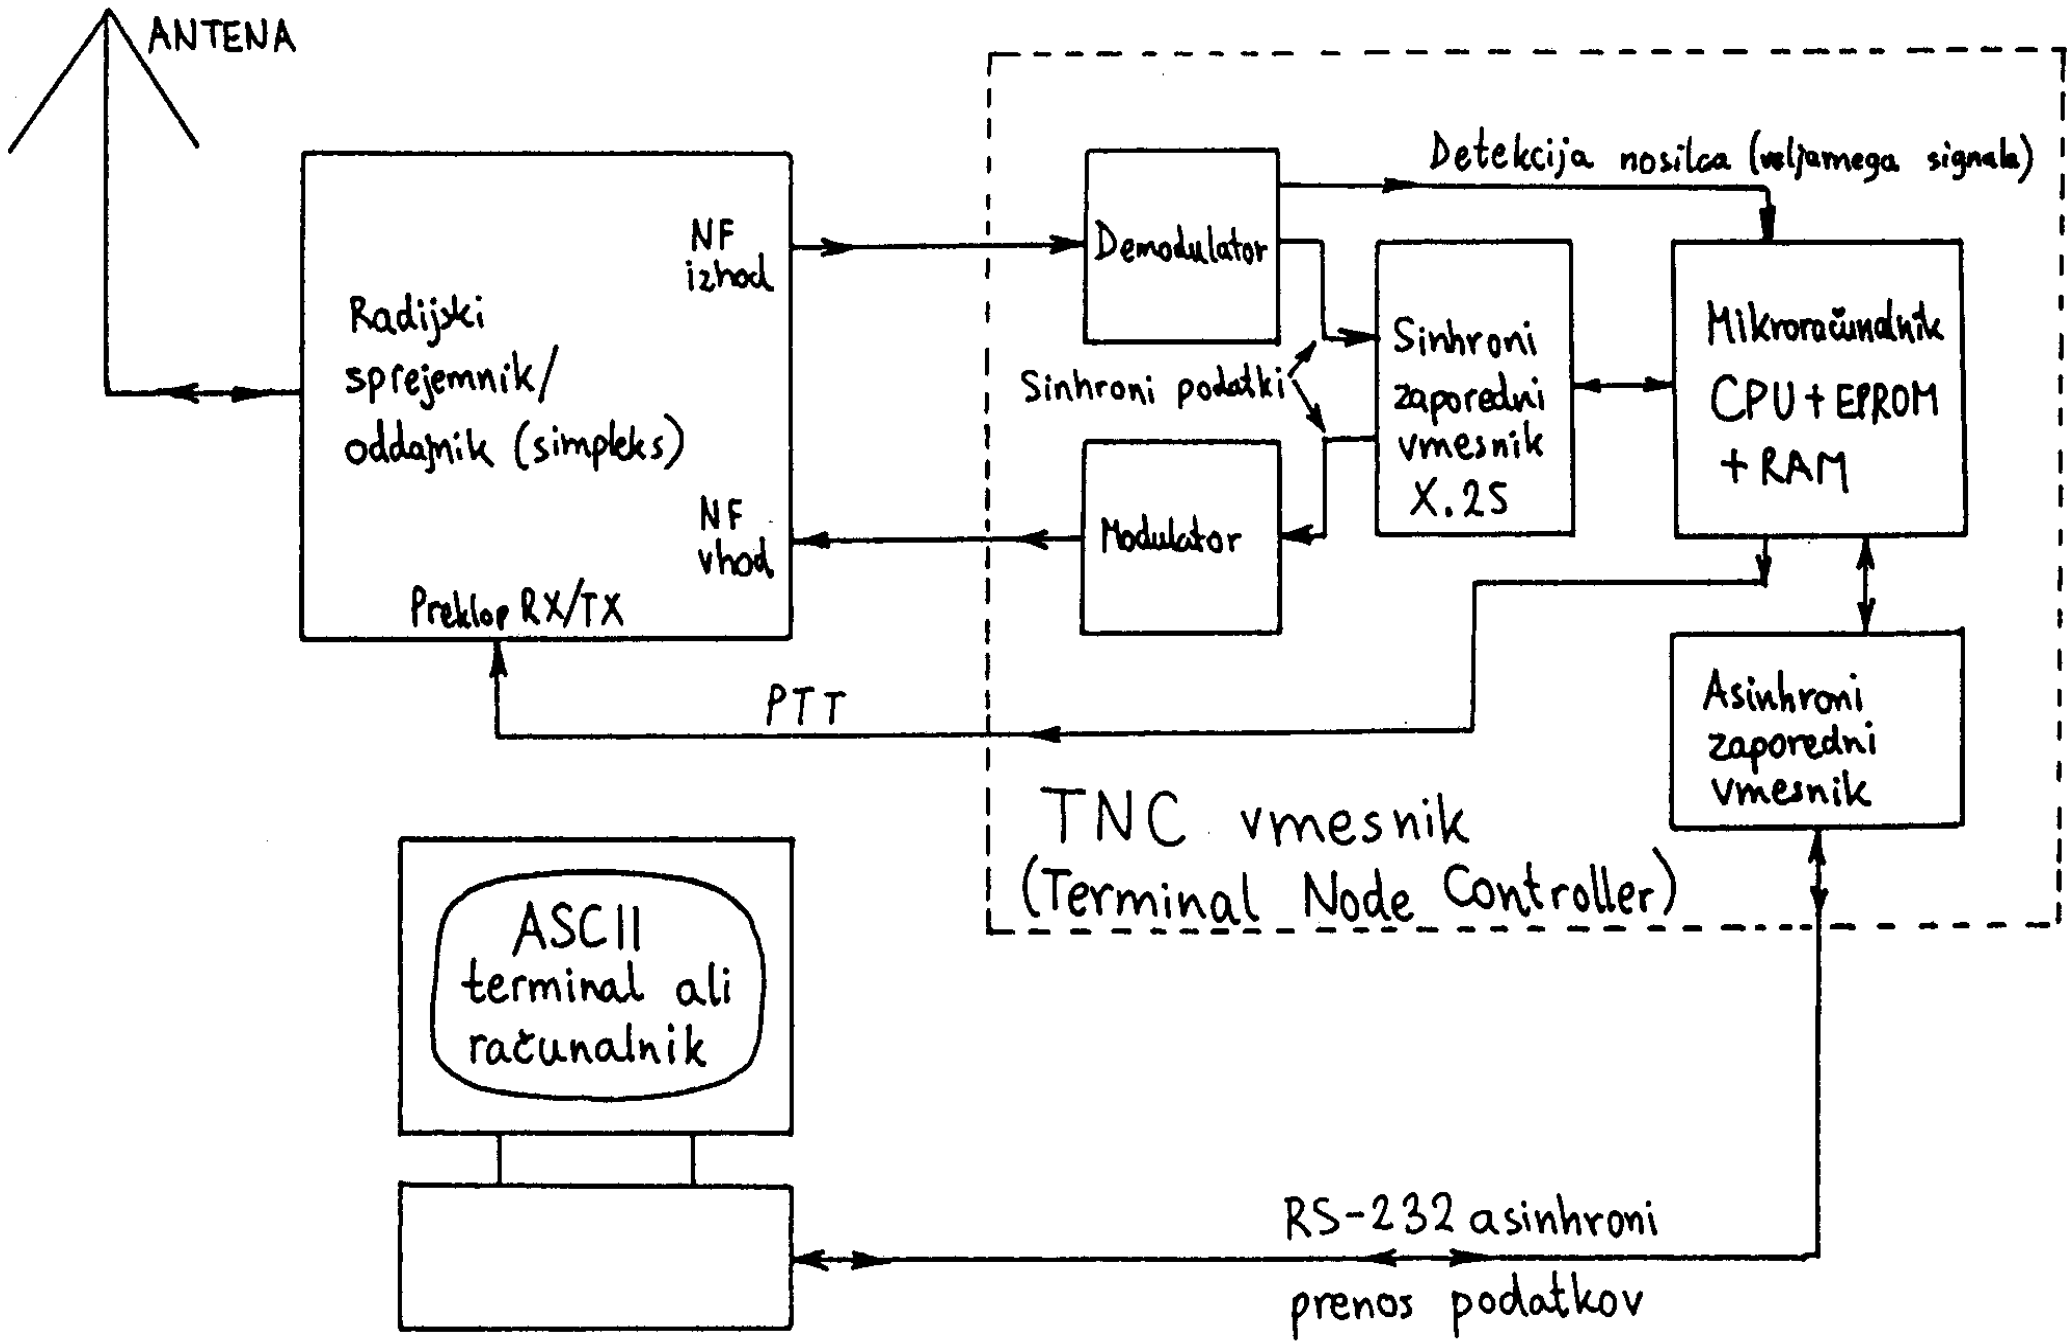 ANTENA
Detekcija nosilca (veljamega signala)
NF
izhod
Demodulator
Radijski
sprejemnik/
oddajnik (simpleks)
Sinhroni podatki
Sinhroni
zaporedni
vmesnik
X.25
Mikroračunalnik
CPU + EPROM
+ RAM
NF
vhod
Modulator
Preklop RX/TX
PTT
Asinhroni
zaporedni
vmesnik
TNC vmesnik
(Terminal Node Controller)
ASCII
terminal ali
računalnik
RS-232 asinhroni
prenos podatkov